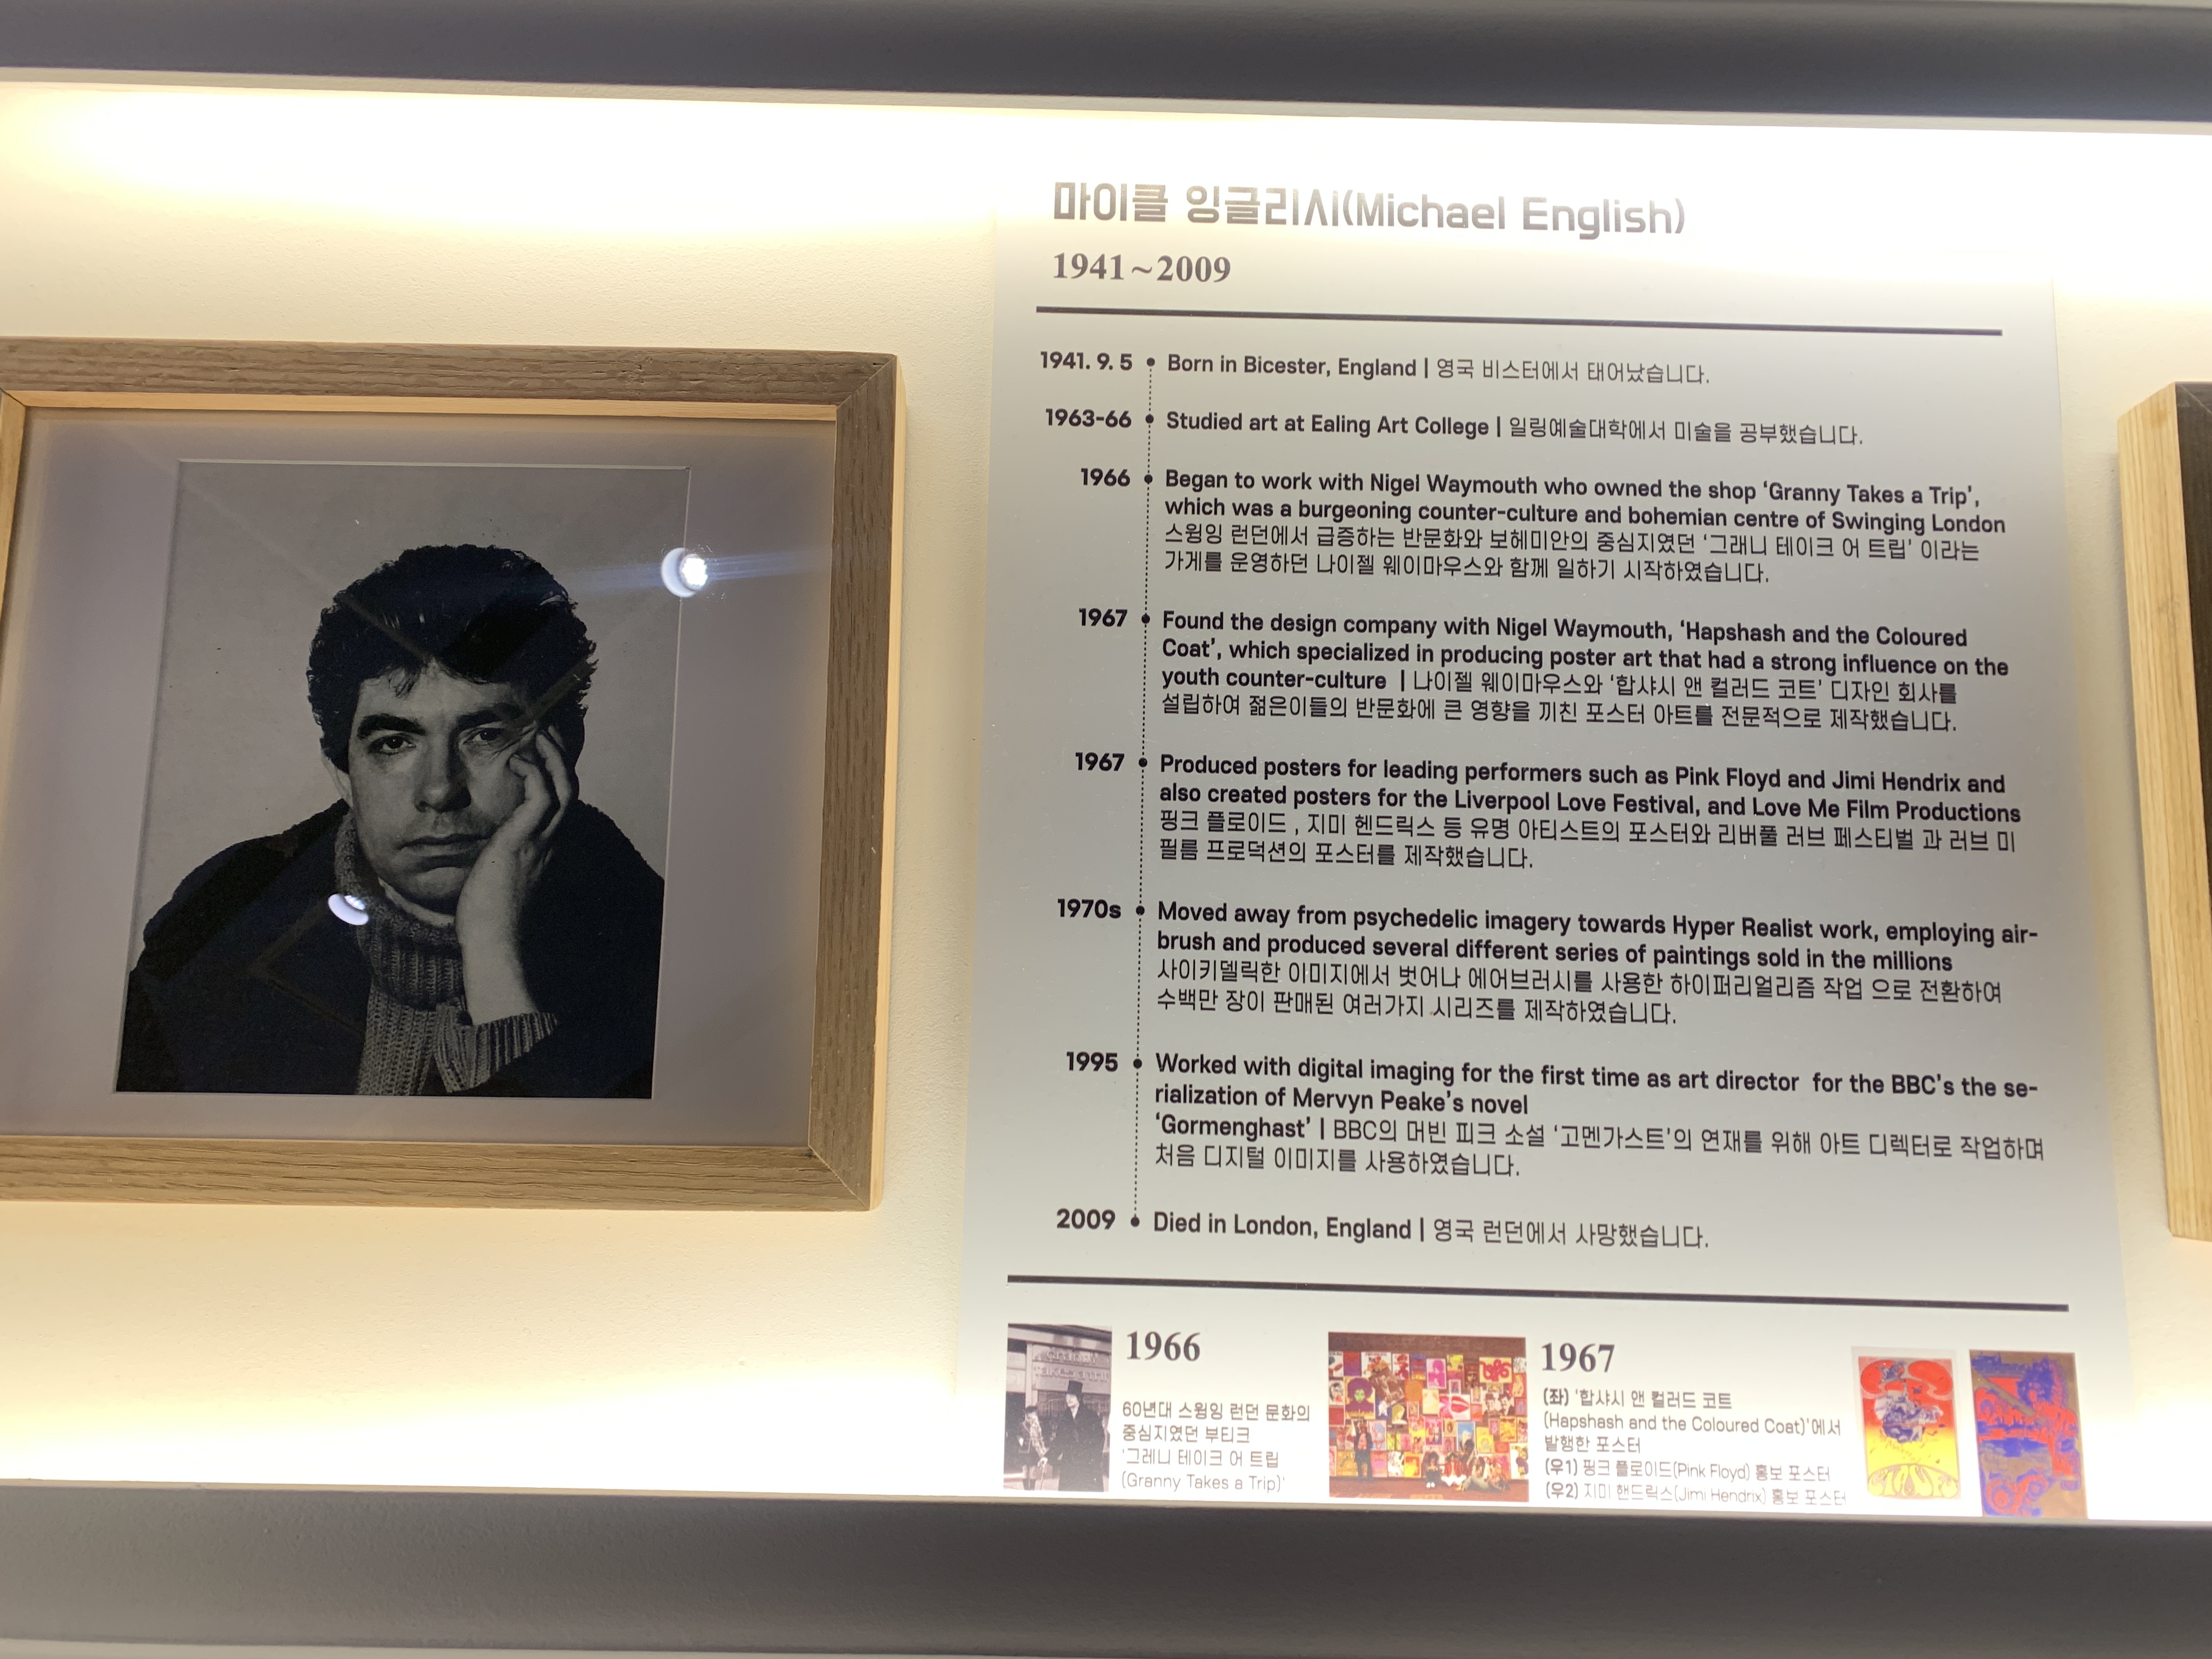 마이클 잉글리시(Michael English)
1941~2009
1941. 9. 5 Born in Bicester, England | 영국 비스터에서 태어났습니다.
1963-66 Studied art at Ealing Art College | 일링예술대학에서 미술을 공부했습니다.
1966 Began to work with Nigel Waymouth who owned the shop ‘Granny Takes a Trip’,
which was a burgeoning counter-culture and bohemian centre of Swinging London
스윙잉 런던에서 급증하는 반문화와 보헤미안의 중심지였던 ‘그래니 테이크 어 트립’ 이라는
가게를 운영하던 나이젤 웨이마우스와 함께 일하기 시작하였습니다.
1967 Found the design company with Nigel Waymouth, ‘Hapshash and the Coloured
Coat’, which specialized in producing poster art that had a strong influence on the
youth counter-culture | 나이젤 웨이마우스와 ‘합샤시 앤 컬러드 코트’ 디자인 회사를
설립하여 젊은이들의 반문화에 큰 영향을 끼친 포스터 아트를 전문적으로 제작했습니다.
1967 Produced posters for leading performers such as Pink Floyd and Jimi Hendrix and
also created posters for the Liverpool Love Festival, and Love Me Film Productions
핑크 플로이드 , 지미 헨드릭스 등 유명 아티스트의 포스터와 리버풀 러브 페스티벌 과 러브 미
필름 프로덕션의 포스터를 제작했습니다.
1970s Moved away from psychedelic imagery towards Hyper Realist work, employing air-
brush and produced several different series of paintings sold in the millions
사이키델릭한 이미지에서 벗어나 에어브러시를 사용한 하이퍼리얼리즘 작업 으로 전환하여
수백만 장이 판매된 여러가지 시리즈를 제작하였습니다.
1995 Worked with digital imaging for the first time as art director for the BBC’s the se-
rialization of Mervyn Peake’s novel
‘Gormenghast’ | BBC의 머빈 피크 소설 ‘고멘가스트’의 연재를 위해 아트 디렉터로 작업하며
처음 디지털 이미지를 사용하였습니다.
2009 Died in London, England | 영국 런던에서 사망했습니다.
1966
60년대 스윙잉 런던 문화의
중심지였던 부티크
‘그레니 테이크 어 트립
(Granny Takes a Trip)’
1967
(좌) ‘합샤시 앤 컬러드 코트
(Hapshash and the Coloured Coat)’에서
발행한 포스터
(우1) 핑크 플로이드(Pink Floyd) 홍보 포스터
(우2) 지미 핸드릭스(Jimi Hendrix) 홍보 포스터